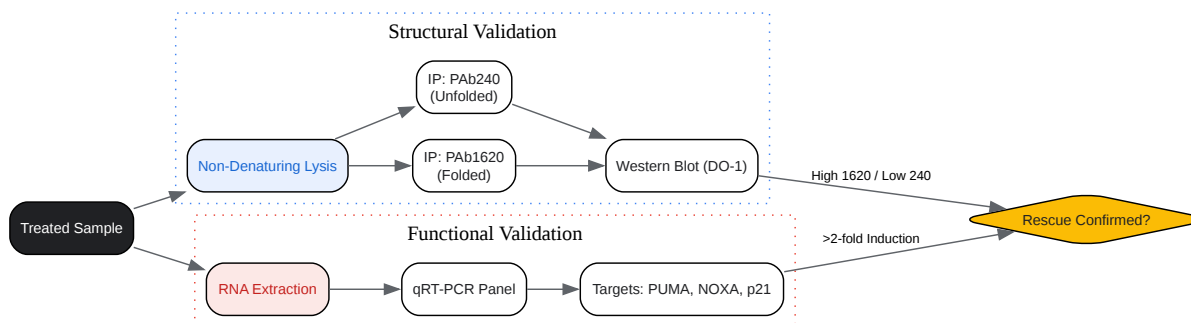 Structural Validation
IP: PAb240
(Unfolded)
Non-Denaturing Lysis
IP: PAb1620
(Folded)
Western Blot (DO-1)
High 1620 / Low 240
Treated Sample
Rescue Confirmed?
Functional Validation
>2-fold Induction
RNA Extraction
qRT-PCR Panel
Targets: PUMA, NOXA, p21